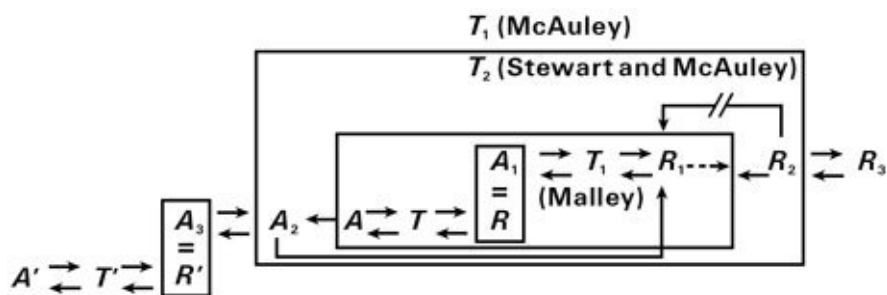 T₁ (McAuley)
T₂ (Stewart and McAuley)
A₁ T₁ R₁ R₂ R₃
= (Malley)
A₃ A₂ A T R
=
A' T' R'